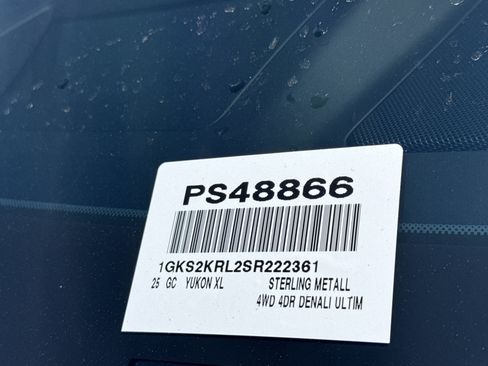 PS48866
1GKS2KRL2SR222361
25 GC YUKON XL STERLING METALL
4WD 4DR DENALI ULTIM